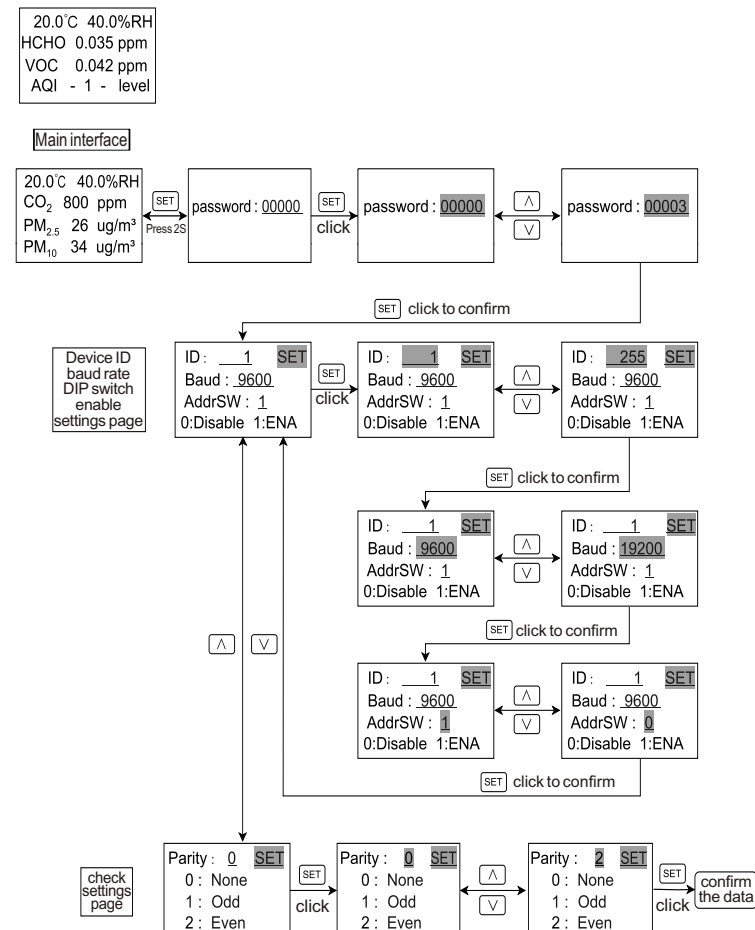 20.0°C 40.0%RH
HCHO 0.035 ppm
VOC 0.042 ppm
AQI - 1 - level
Main interface
20.0°C 40.0%RH
CO₂ 800 ppm
PM₂.₅ 26 ug/m³
PM₁₀ 34 ug/m³
SET
Press 2S
password : 00000
SET
click
password : 00000
∧
∨
password : 00003
SET click to confirm
Device ID
baud rate
DIP switch
enable
settings page
ID : 1 SET
Baud : 9600
AddrSW : 1
0:Disable 1:ENA
SET
click
ID : 1 SET
Baud : 9600
AddrSW : 1
0:Disable 1:ENA
∧
∨
ID : 255 SET
Baud : 9600
AddrSW : 1
0:Disable 1:ENA
SET click to confirm
ID : 1 SET
Baud : 9600
AddrSW : 1
0:Disable 1:ENA
∧
∨
ID : 1 SET
Baud : 19200
AddrSW : 1
0:Disable 1:ENA
SET click to confirm
∧ ∨
ID : 1 SET
Baud : 9600
AddrSW : 1
0:Disable 1:ENA
∧
∨
ID : 1 SET
Baud : 9600
AddrSW : 0
0:Disable 1:ENA
SET click to confirm
check
settings
page
Parity : 0 SET
0 : None
1 : Odd
2 : Even
SET
click
Parity : 0 SET
0 : None
1 : Odd
2 : Even
∧
∨
Parity : 2 SET
0 : None
1 : Odd
2 : Even
SET
click
confirm
the data